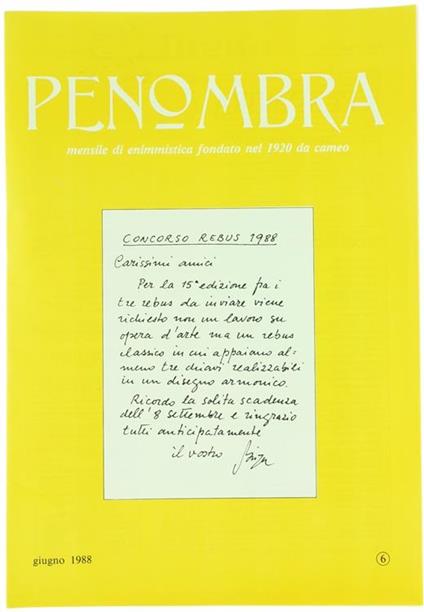 PENOMBRA
mensile di enimmistica fondato nel 1920 da cameo
CONCORSO REBUS 1988
Carissimi amici
Per la 15ª edizione fra i
tre rebus da inviare viene
richiesto non un lavoro su
opera d'arte ma un rebus
classico in cui appaiano al=
meno tre chiavi realizzabili
in un disegno armonico.
Ricordo la solita scadenza
dell'8 settembre e ringrazio
tutti anticipatamente
il vostro
giugno 1988
6